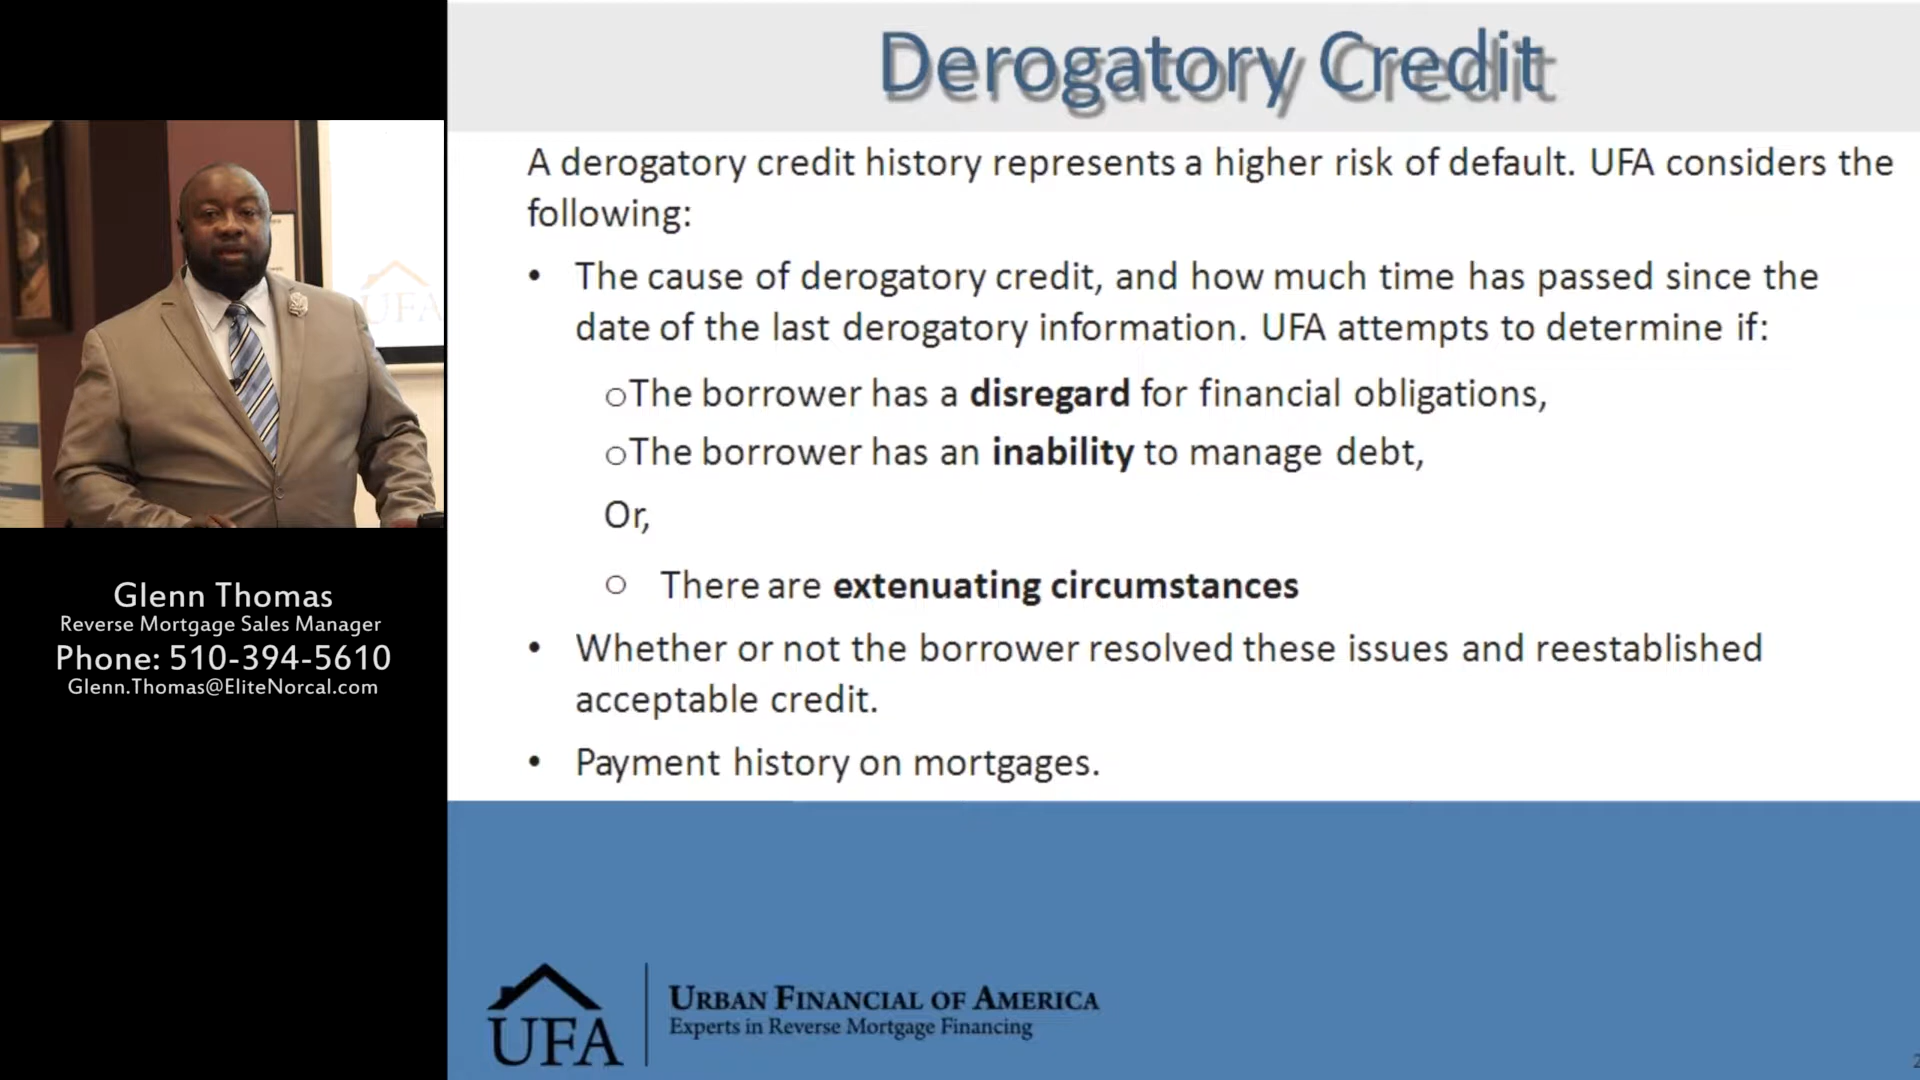 Derogatory Credit
A derogatory credit history represents a higher risk of default. UFA considers the
following:
• The cause of derogatory credit, and how much time has passed since the
date of the last derogatory information. UFA attempts to determine if:
○The borrower has a disregard for financial obligations,
○The borrower has an inability to manage debt,
Or,
○ There are extenuating circumstances
• Whether or not the borrower resolved these issues and reestablished
acceptable credit.
• Payment history on mortgages.
UFA
Glenn Thomas
Reverse Mortgage Sales Manager
Phone: 510-394-5610
Glenn.Thomas@EliteNorcal.com
UFA
URBAN FINANCIAL OF AMERICA
Experts in Reverse Mortgage Financing